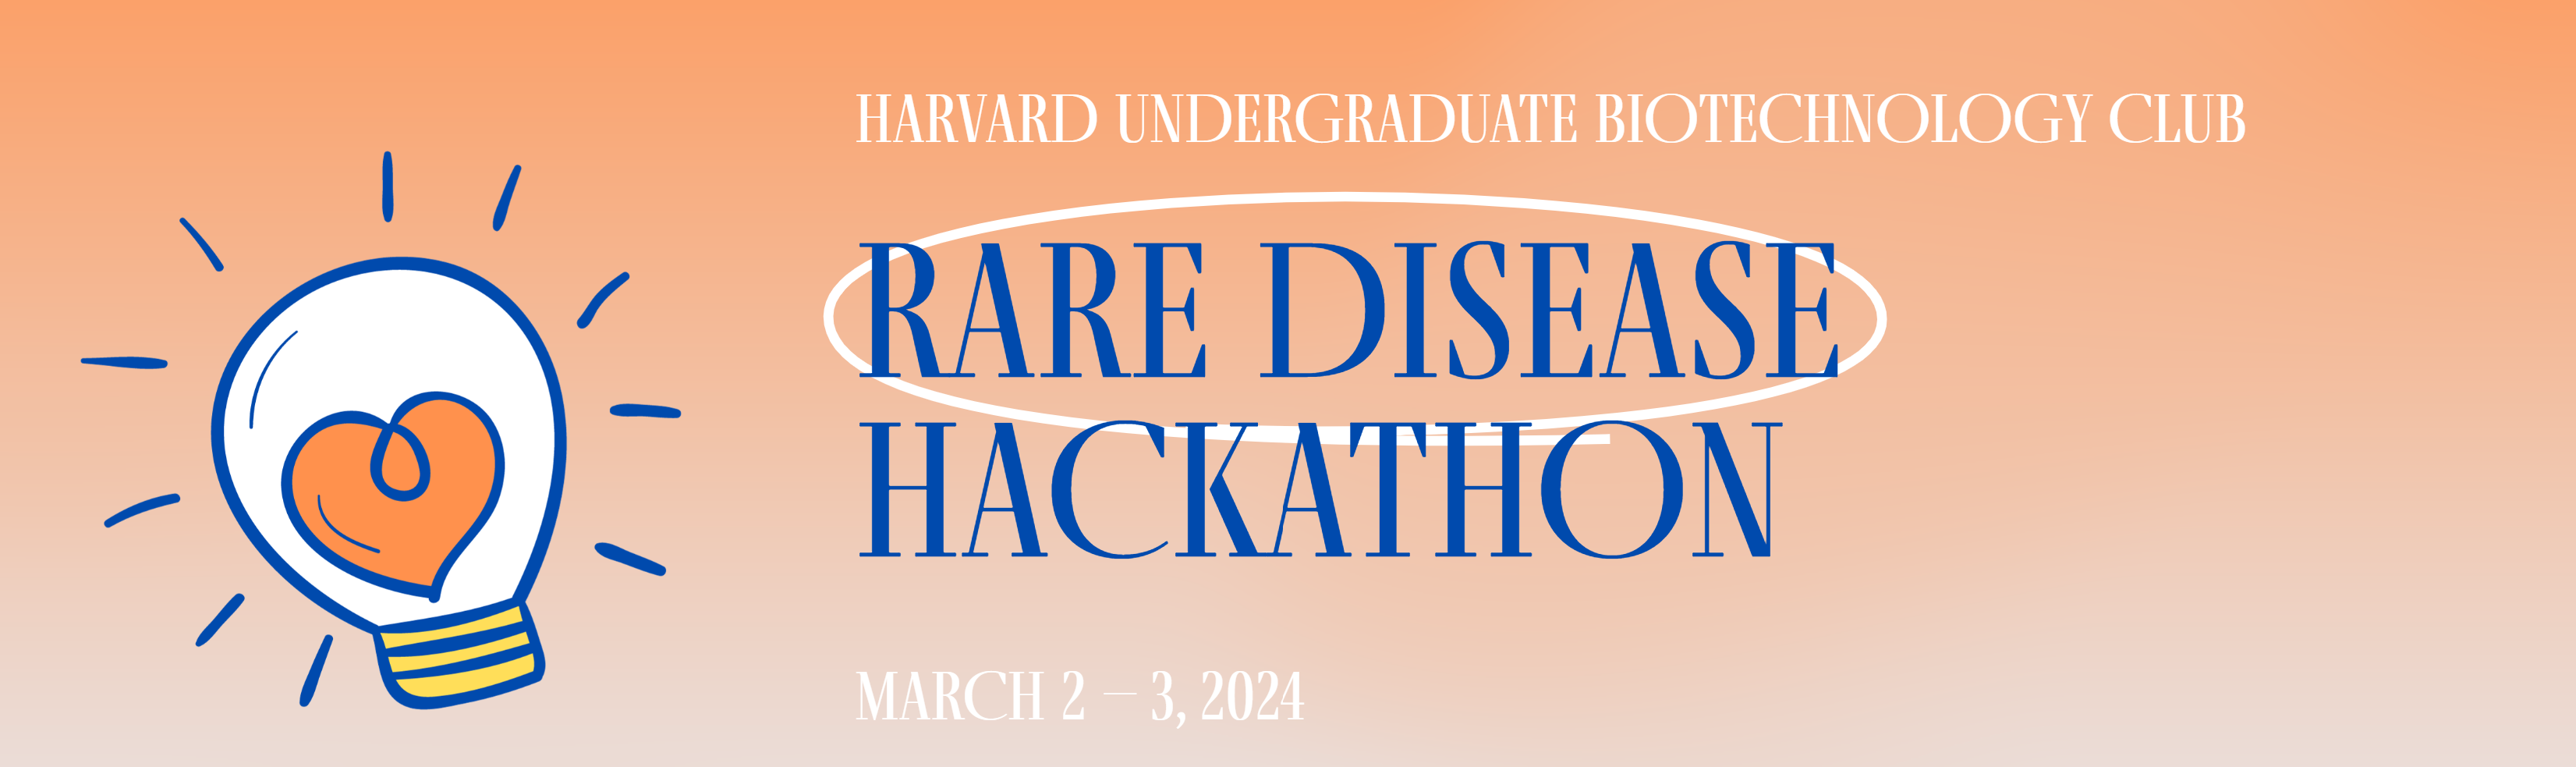 HARVARD UNDERGRADUATE BIOTECHNOLOGY CLUB
RARE DISEASE
HACKATHON
MARCH 2 – 3, 2024